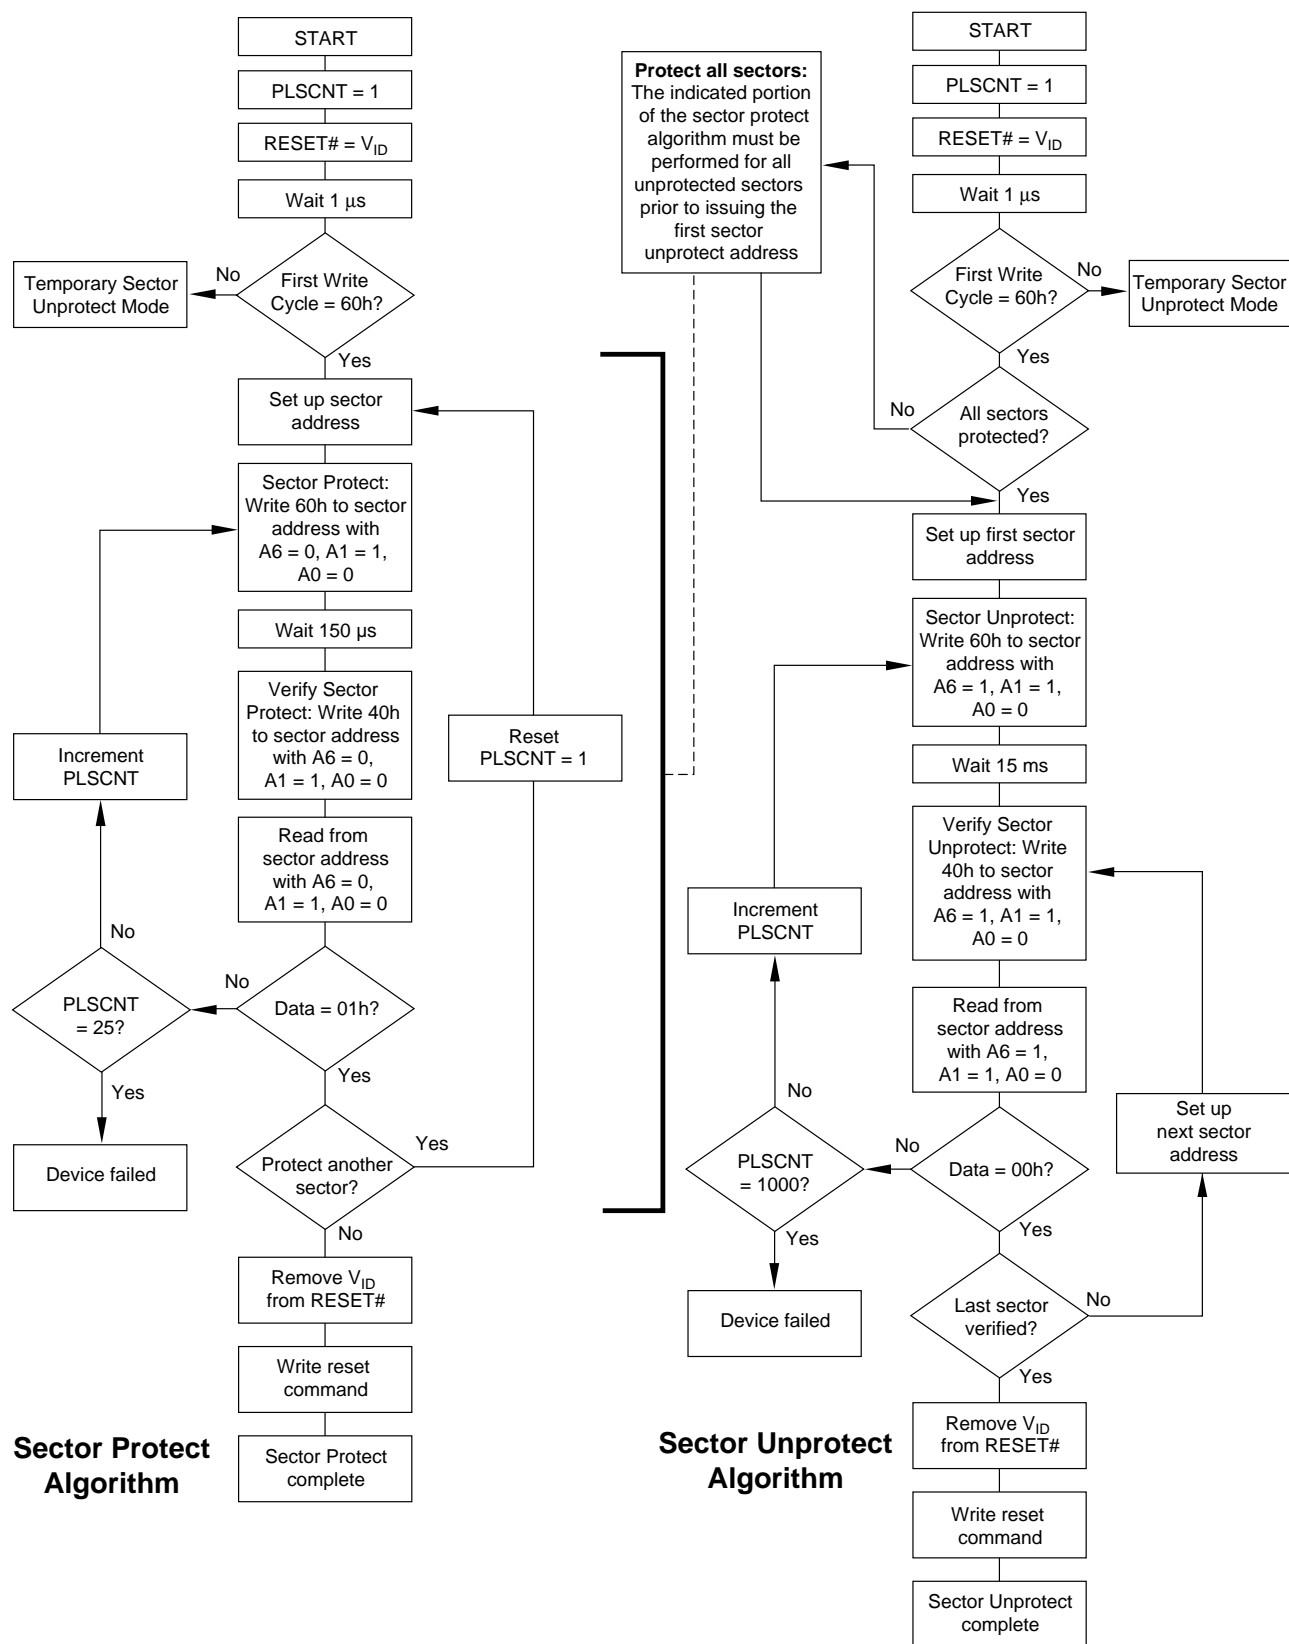 START
PLSCNT = 1
RESET# = VID
Wait 1 μs
First Write
Cycle = 60h?
No
Temporary Sector
Unprotect Mode
Yes
Set up sector
address
Sector Protect:
Write 60h to sector
address with
A6 = 0, A1 = 1,
A0 = 0
Wait 150 µs
Verify Sector
Protect: Write 40h
to sector address
with A6 = 0,
A1 = 1, A0 = 0
Read from
sector address
with A6 = 0,
A1 = 1, A0 = 0
Data = 01h?
No
PLSCNT
= 25?
No
Increment
PLSCNT
Yes
Device failed
Yes
Protect another
sector?
Yes
Reset
PLSCNT = 1
No
Remove VID
from RESET#
Write reset
command
Sector Protect
complete
Sector Protect
Algorithm
Protect all sectors:
The indicated portion
of the sector protect
algorithm must be
performed for all
unprotected sectors
prior to issuing the
first sector
unprotect address
START
PLSCNT = 1
RESET# = VID
Wait 1 μs
First Write
Cycle = 60h?
No
Temporary Sector
Unprotect Mode
Yes
All sectors
protected?
No
Yes
Set up first sector
address
Sector Unprotect:
Write 60h to sector
address with
A6 = 1, A1 = 1,
A0 = 0
Wait 15 ms
Verify Sector
Unprotect: Write
40h to sector
address with
A6 = 1, A1 = 1,
A0 = 0
Read from
sector address
with A6 = 1,
A1 = 1, A0 = 0
Data = 00h?
No
PLSCNT
= 1000?
No
Increment
PLSCNT
Yes
Device failed
Yes
Last sector
verified?
No
Set up
next sector
address
Yes
Remove VID
from RESET#
Write reset
command
Sector Unprotect
complete
Sector Unprotect
Algorithm